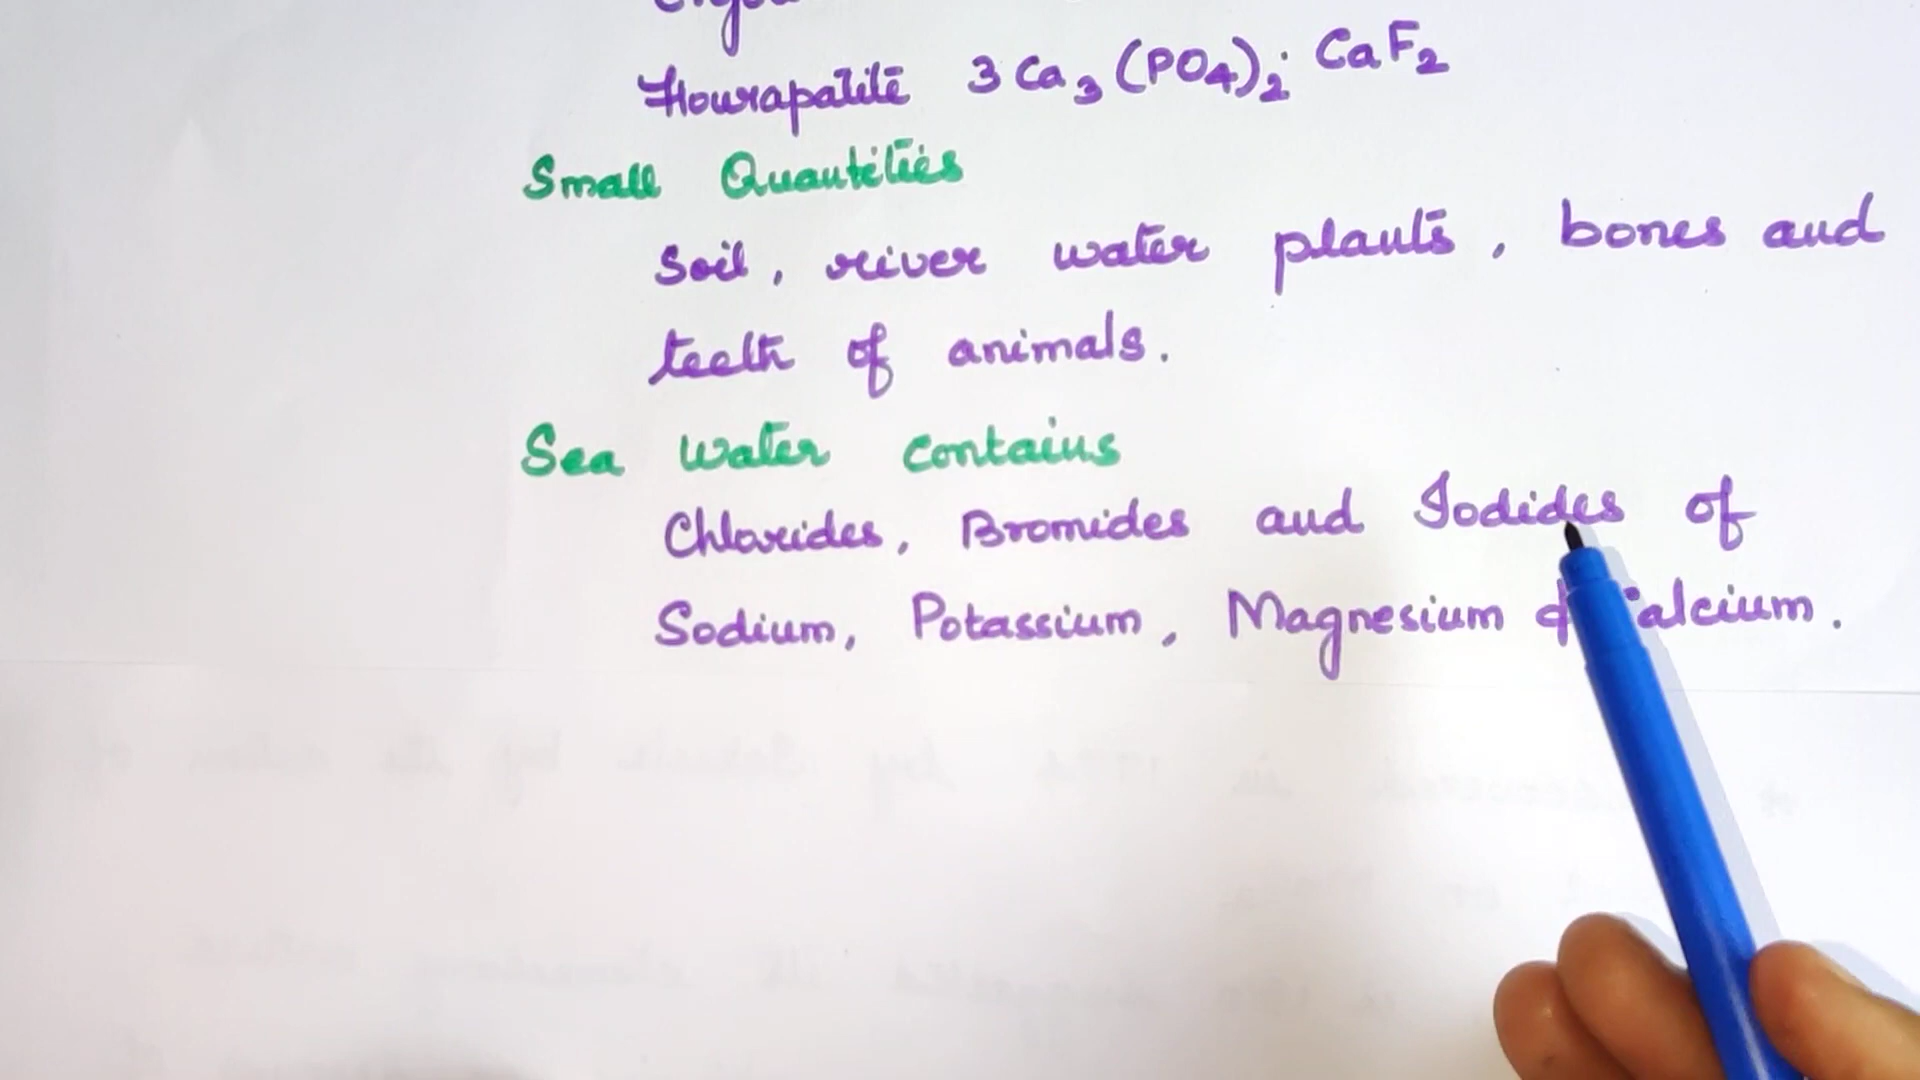 Flourapatite 3Ca3(PO4)2. CaF2
Small Quantities
Soil, river water plants, bones and
teeth of animals.
Sea Water Contains
Chlorides, Bromides and Iodides of
Sodium, Potassium, Magnesium & Calcium.